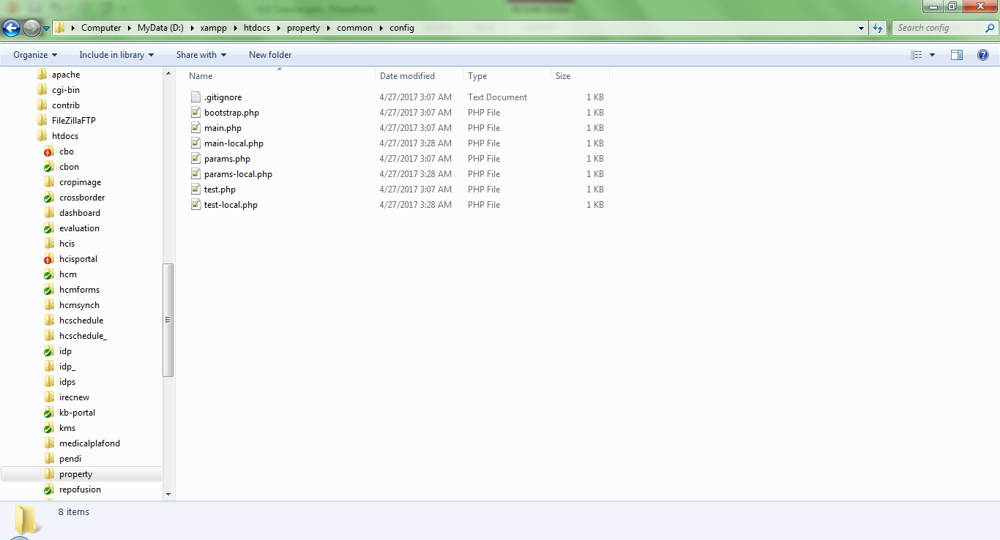 Computer MyData (D:) xampp htdocs property common config
Search config
Organize Include in library Share with New folder
apache
cgi-bin
contrib
FileZillaFTP
htdocs
cbo
cbon
cropimage
crossborder
dashboard
evaluation
hcis
hcisportal
hcm
hcmforms
hcmsynch
hcschedule
hcschedule_
idp
idp_
idps
irecnew
kb-portal
kms
medicalplafond
pendi
property
repofusion
Name Date modified Type Size
.gitignore 4/27/2017 3:07 AM Text Document 1 KB
bootstrap.php 4/27/2017 3:07 AM PHP File 1 KB
main.php 4/27/2017 3:07 AM PHP File 1 KB
main-local.php 4/27/2017 3:28 AM PHP File 1 KB
params.php 4/27/2017 3:07 AM PHP File 1 KB
params-local.php 4/27/2017 3:28 AM PHP File 1 KB
test.php 4/27/2017 3:07 AM PHP File 1 KB
test-local.php 4/27/2017 3:28 AM PHP File 1 KB
8 items